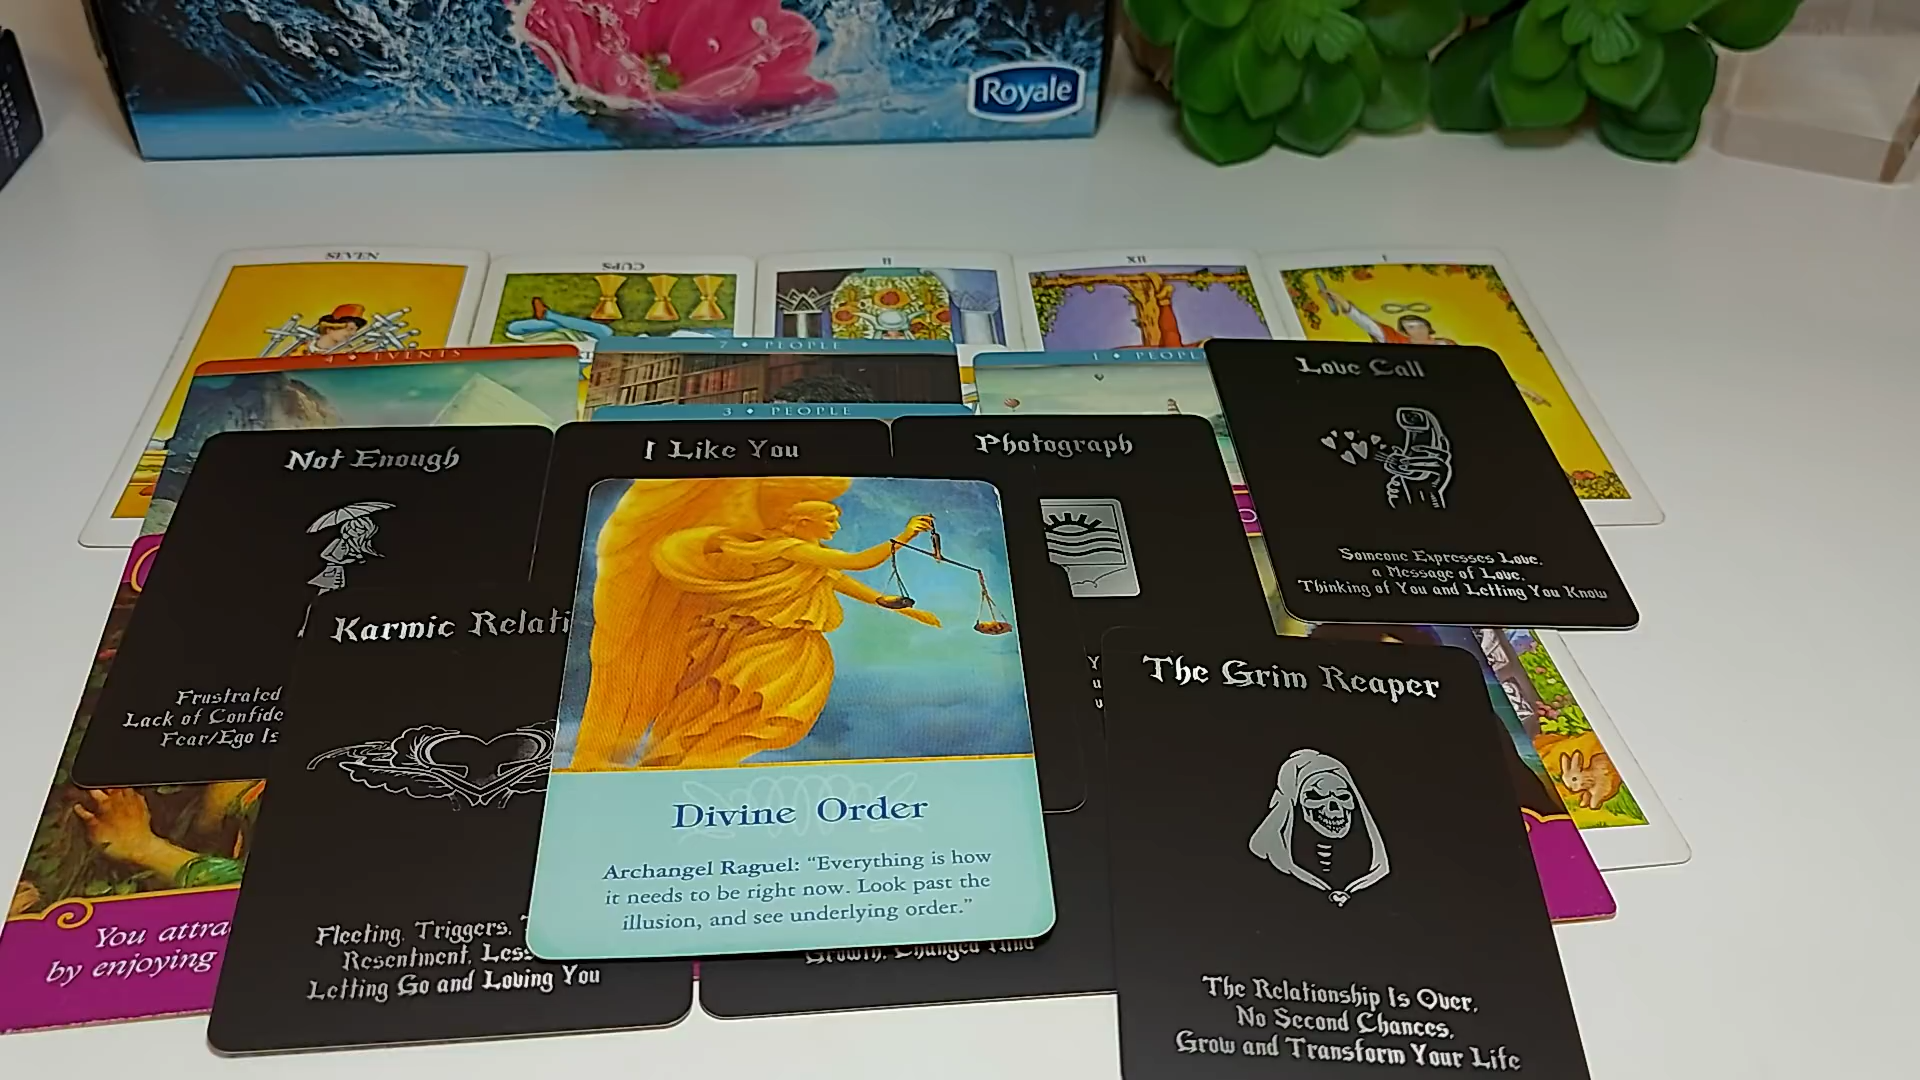 Royale
SEVEN
CUPS
II
XII
I
4 • EVENTS
7 • PEOPLE
1 • PEOPL
3 • PEOPLE
Love Call
Someone Expresses Love,
a Message of Love,
Thinking of You and Letting You Know
Not Enough
Frustrated
Lack of Confide
Fear/Ego Is
I Like You
Photograph
Karmic Relati
Fleeting, Triggers,
Resentment, Less
Letting Go and Loving You
Divine Order
Archangel Raguel: “Everything is how
it needs to be right now. Look past the
illusion, and see underlying order.”
Growth, Changed Mind
The Grim Reaper
The Relationship Is Over,
No Second Chances,
Grow and Transform Your Life
You attra
by enjoying